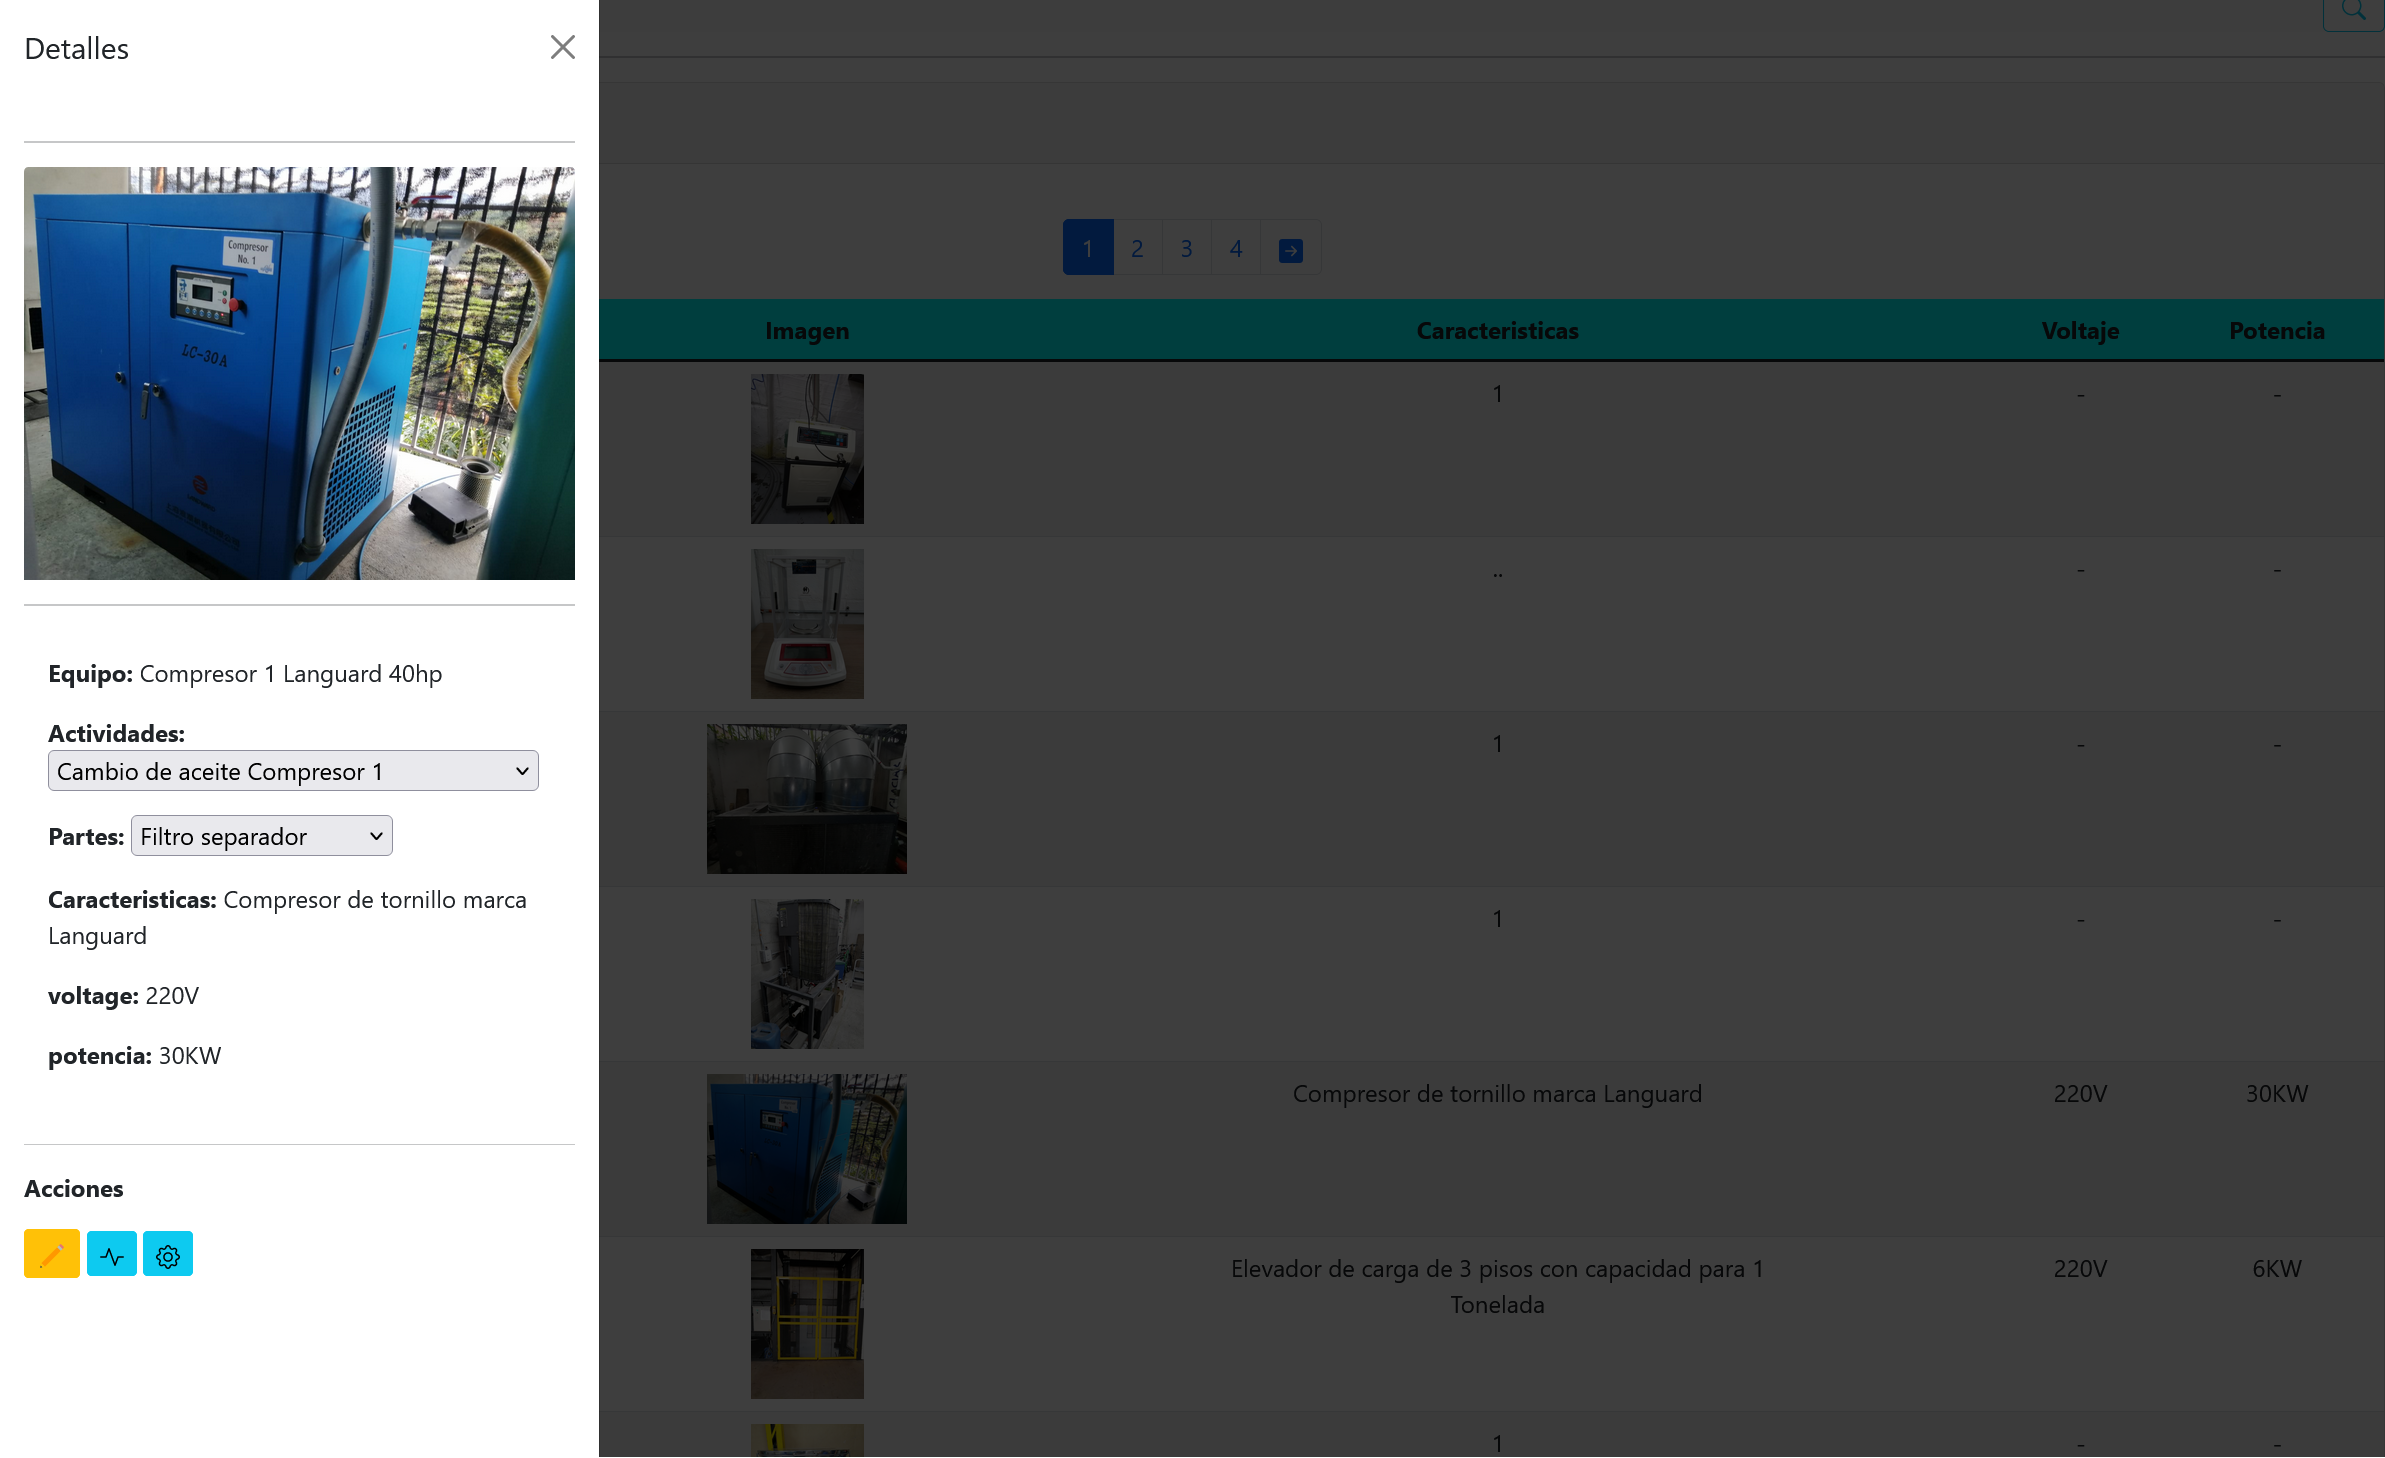 Detalles
Compresor
No. 1
LC-30A
Equipo: Compresor 1 Languard 40hp
Actividades:
Cambio de aceite Compresor 1
Partes: Filtro separador
Caracteristicas: Compresor de tornillo marca
Languard
voltage: 220V
potencia: 30KW
Acciones
1 2 3 4
Imagen Caracteristicas Voltaje Potencia
1 - -
.. - -
1 - -
1 - -
Compresor de tornillo marca Languard 220V 30KW
Elevador de carga de 3 pisos con capacidad para 1 220V 6KW
Tonelada
1 - -